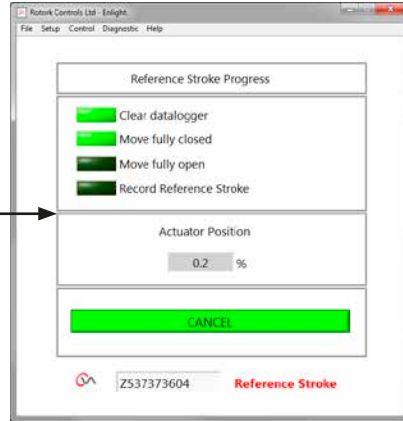 Rotork Controls Ltd - Enlight
File Setup Control Diagnostic Help
Reference Stroke Progress
Clear datalogger
Move fully closed
Move fully open
Record Reference Stroke
Actuator Position
0.2 %
CANCEL
Z537373604 Reference Stroke